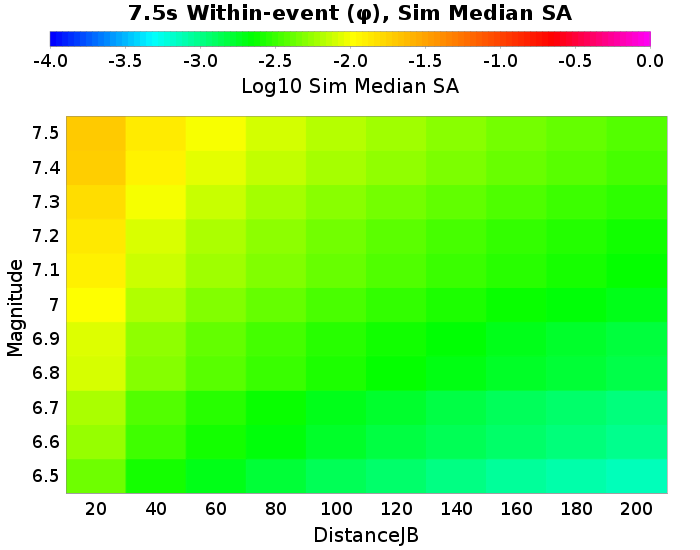 7.5s Within-event (φ), Sim Median SA
-4.0 -3.5 -3.0 -2.5 -2.0 -1.5 -1.0 -0.5 0.0
Log10 Sim Median SA
7.5
7.4
7.3
7.2
7.1
7
6.9
6.8
6.7
6.6
6.5
Magnitude
20 40 60 80 100 120 140 160 180 200
DistanceJB